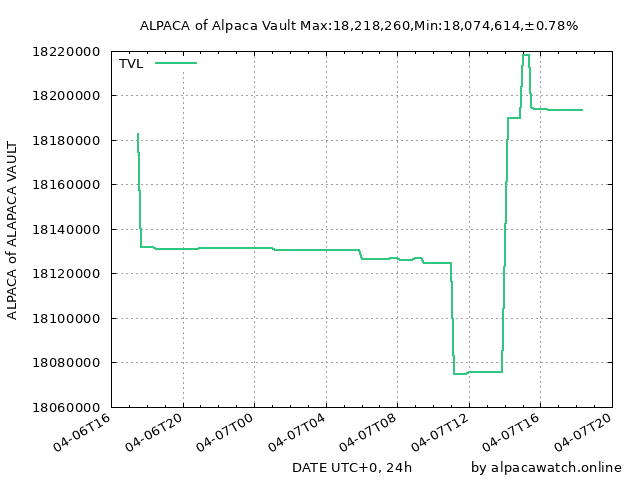 ALPACA of Alpaca Vault Max:18,218,260,Min:18,074,614,±0.78%
TVL
18220000
18200000
18180000
18160000
18140000
18120000
18100000
18080000
18060000
ALPACA of ALAPACA VAULT
04-06T16
04-06T20
04-07T00
04-07T04
04-07T08
04-07T12
04-07T16
04-07T20
DATE UTC+0, 24h
by alpacawatch.online